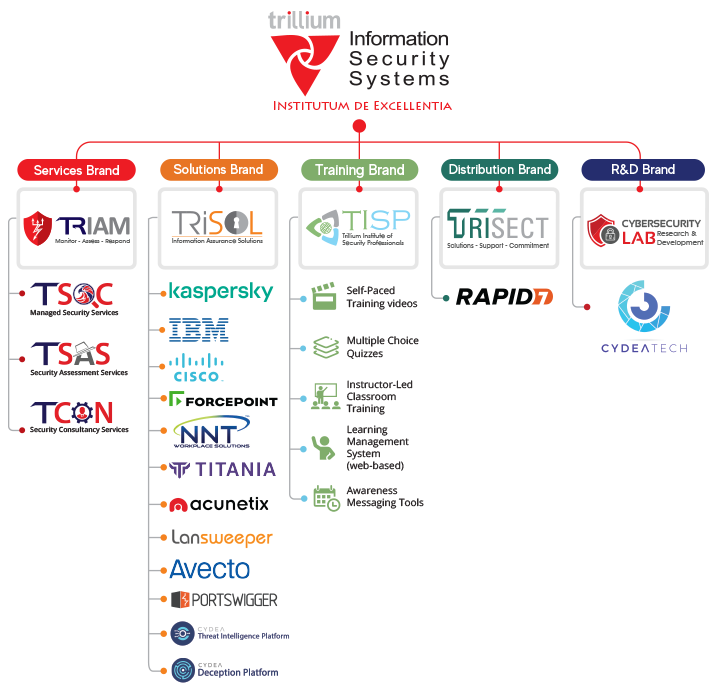 trillium
Information
Security
Systems
INSTITUTUM DE EXCELLENTIA
Services Brand
TRIAM
Monitor - Assess - Respond
TSOC
Managed Security Services
TSAS
Security Assessment Services
TCON
Security Consultancy Services
Solutions Brand
TRiSOL
Information Assurance Solutions
kaspersky
IBM
CISCO
FORCEPOINT
NNT
WORKPLACE SOLUTIONS
TITANIA
acunetix
Lansweeper
Avecto
PORTSWIGGER
CYDEA
Threat Intelligence Platform
CYDEA
Deception Platform
Training Brand
TISP
Trillium Institute of
Security Professionals
Self-Paced
Training videos
Multiple Choice
Quizzes
Instructor-Led
Classroom
Training
Learning
Management
System
(web-based)
Awareness
Messaging Tools
Distribution Brand
TRISECT
Solutions - Support - Commitment
RAPID7
R&D Brand
CYBERSECURITY
LAB Research &
Development
CYDEATECH